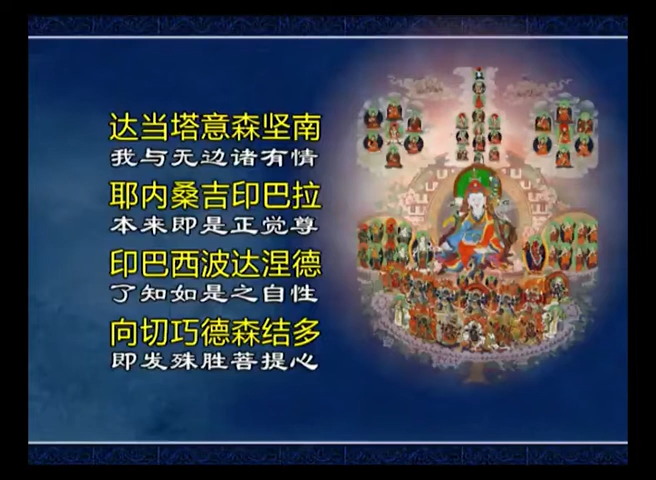 达当塔意森坚南
我与无边诸有情
耶内桑吉印巴拉
本来即是正觉尊
印巴西波达涅德
了知如是之自性
向切巧德森结多
即发殊胜菩提心